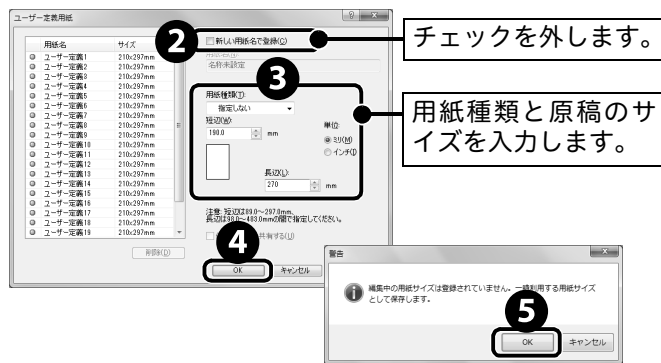 ユーザー定義用紙
用紙名 サイズ
ユーザー定義1 210x297mm
ユーザー定義2 210x297mm
ユーザー定義3 210x297mm
ユーザー定義4 210x297mm
ユーザー定義5 210x297mm
ユーザー定義6 210x297mm
ユーザー定義7 210x297mm
ユーザー定義8 210x297mm
ユーザー定義9 210x297mm
ユーザー定義10 210x297mm
ユーザー定義11 210x297mm
ユーザー定義12 210x297mm
ユーザー定義13 210x297mm
ユーザー定義14 210x297mm
ユーザー定義15 210x297mm
ユーザー定義16 210x297mm
ユーザー定義17 210x297mm
ユーザー定義18 210x297mm
ユーザー定義19 210x297mm
削除(D)
2
新しい用紙名で登録(C)
名称未設定
チェックを外します。
3
用紙種類(T):
指定しない
短辺(W):
190.0 mm
単位:
ミリ(M)
インチ(I)
長辺(L):
270 mm
用紙種類と原稿のサ
イズを入力します。
注意: 短辺は89.0～297.0mm、
長辺は98.0～483.0mmの間で指定してください。
共有する(U)
4
OK キャンセル
警告
編集中の用紙サイズは登録されていません。一時利用する用紙サイズ
として保存します。
5
OK キャンセル